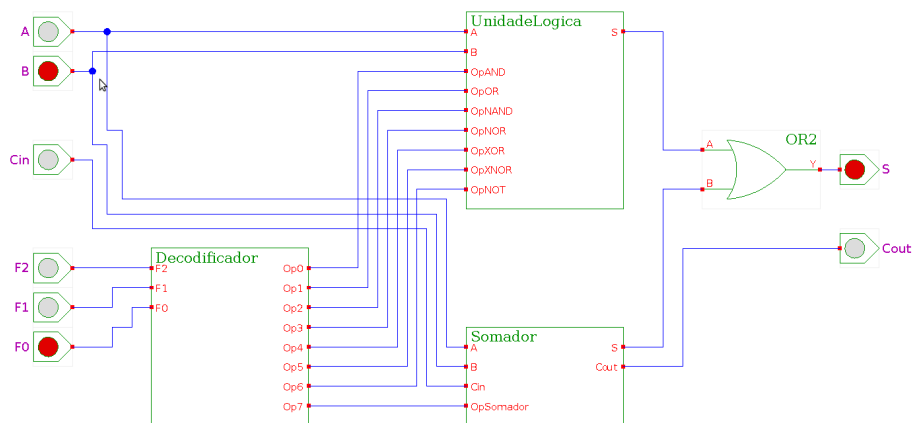 UnidadeLogica
A
A
S
B
B
OpAND
OpOR
OpNAND
OpNOR
OpXOR
OpXNOR
OpNOT
Cin
OR2
A
B
Y
S
Cout
Decodificador
F2
F2
F1
F1
F0
F0
Op0
Op1
Op2
Op3
Op4
Op5
Op6
Op7
Somador
A
S
B
Cout
Cin
OpSomador